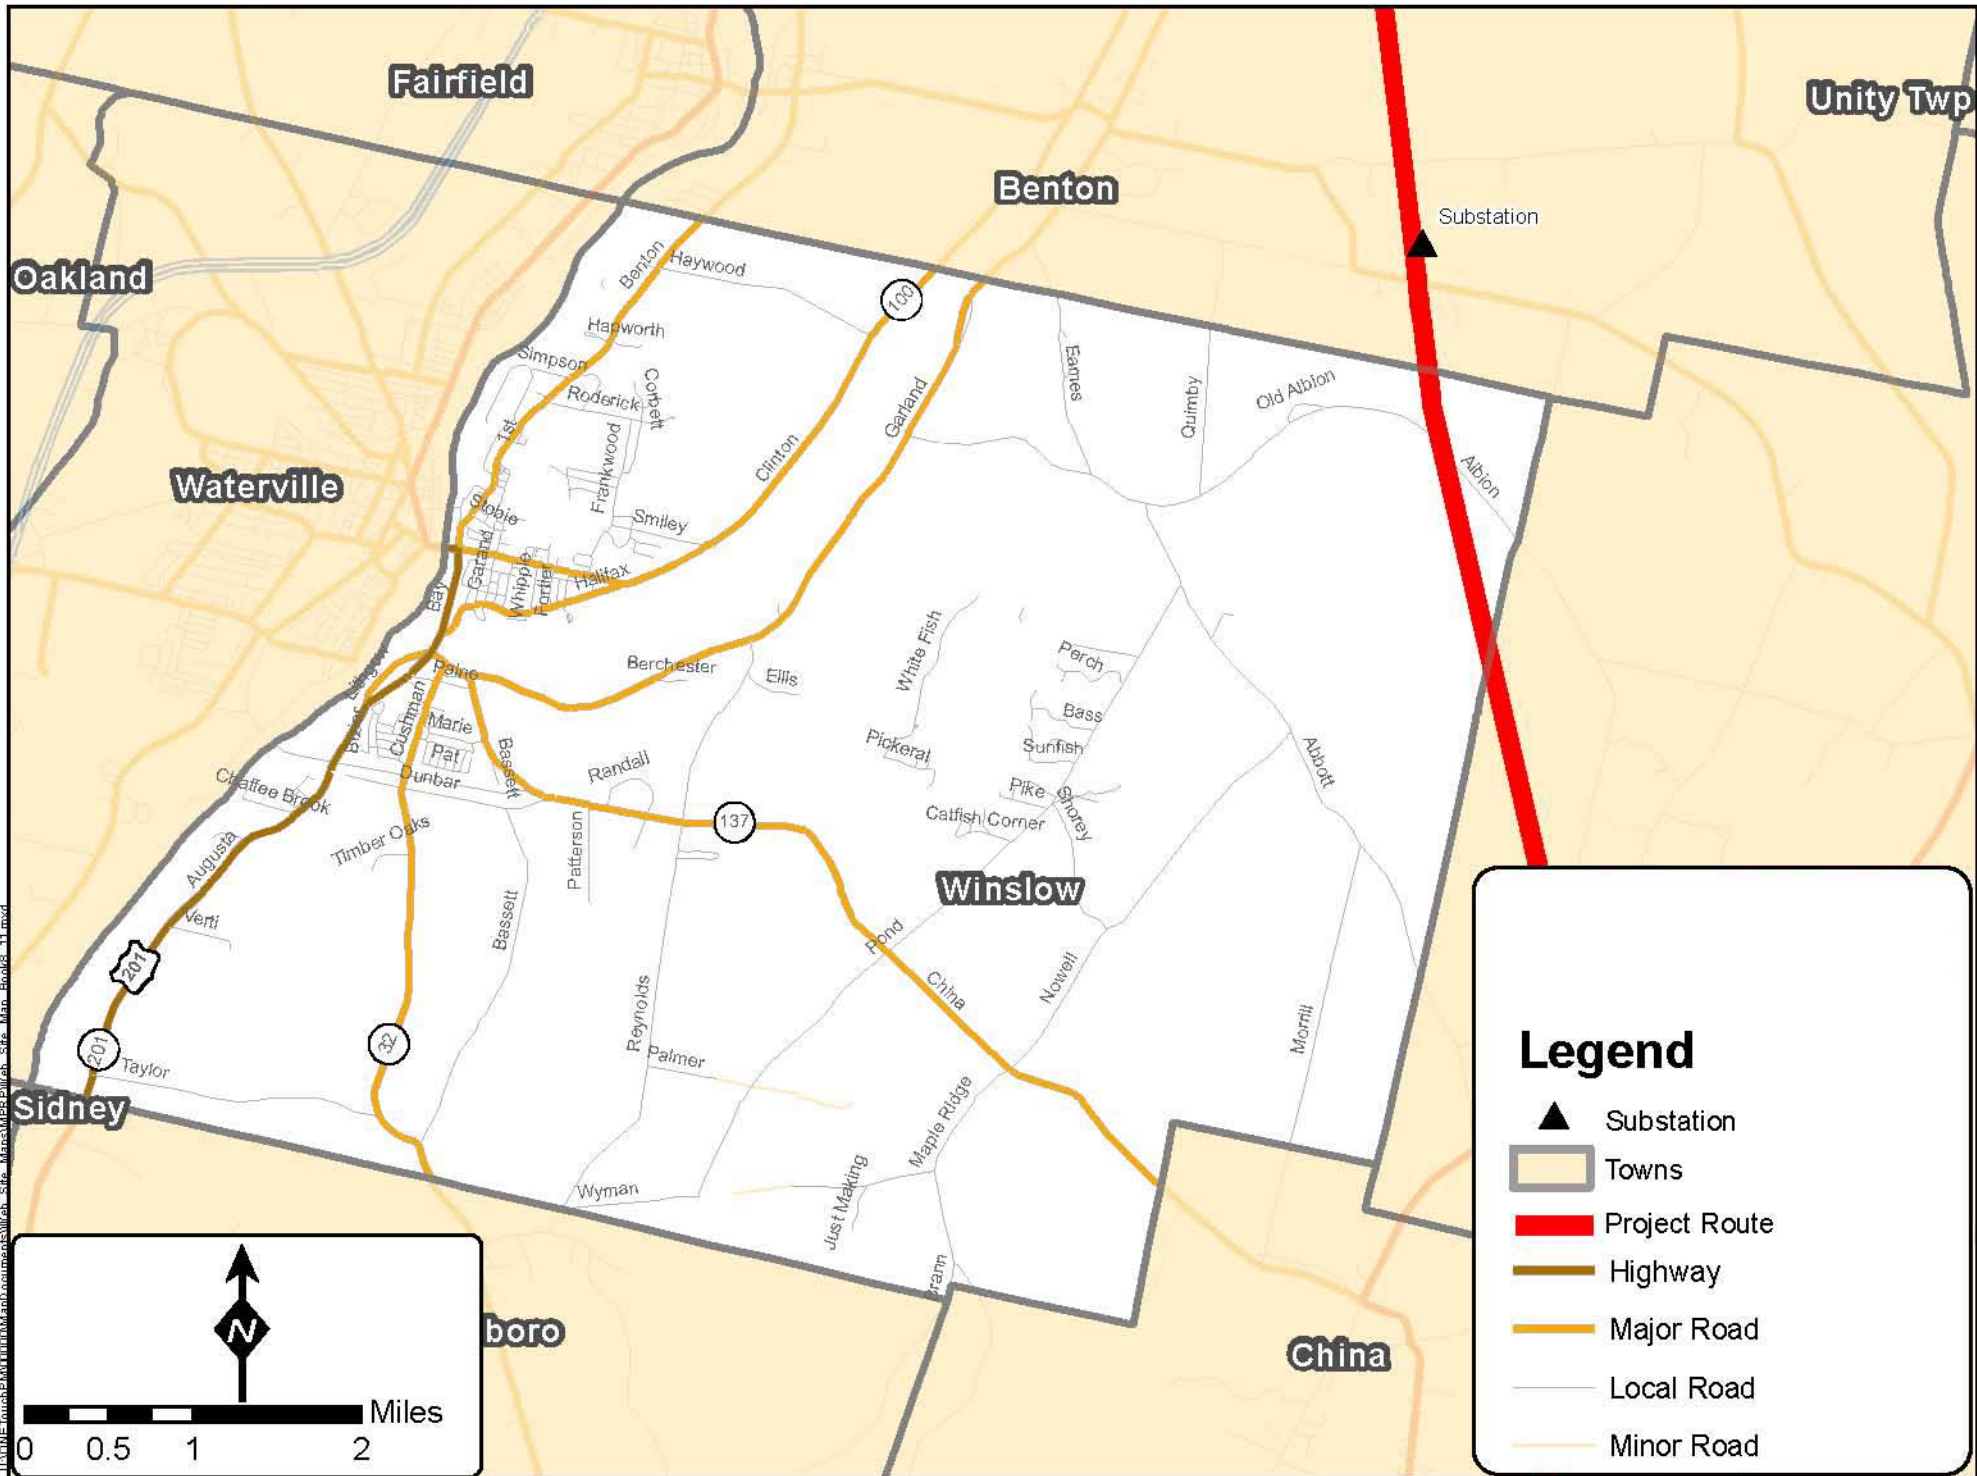 Fairfield
Unity Twp
Benton
Substation
Oakland
Benton
Haywood
100
Hapworth
Simpson
Corbett
Roderick
Eames
Old Albion
Quimby
Garland
1st
Frankwood
Clinton
Albion
Waterville
Stobie
Smiley
Garand
Whipple
Fortier
Halifax
Bay
White Fish
Perch
Lithgow
Paine
Berchester
Ellis
Cushman
Marie
Bass
Pickeral
Sunfish
Pat
Bassett
Randall
Abbott
Dunbar
Chaffee Brook
Pike
Shorey
Catfish Corner
137
Timber Oaks
Patterson
Augusta
Winslow
Verti
Bassett
Pond
201
China
Nowell
Reynolds
Morrill
32
201
Palmer
Taylor
Maple Ridge
Sidney
Wyman
Just Making
boro
China
N
Miles
0 0.5 1 2
Legend
Substation
Towns
Project Route
Highway
Major Road
Local Road
Minor Road